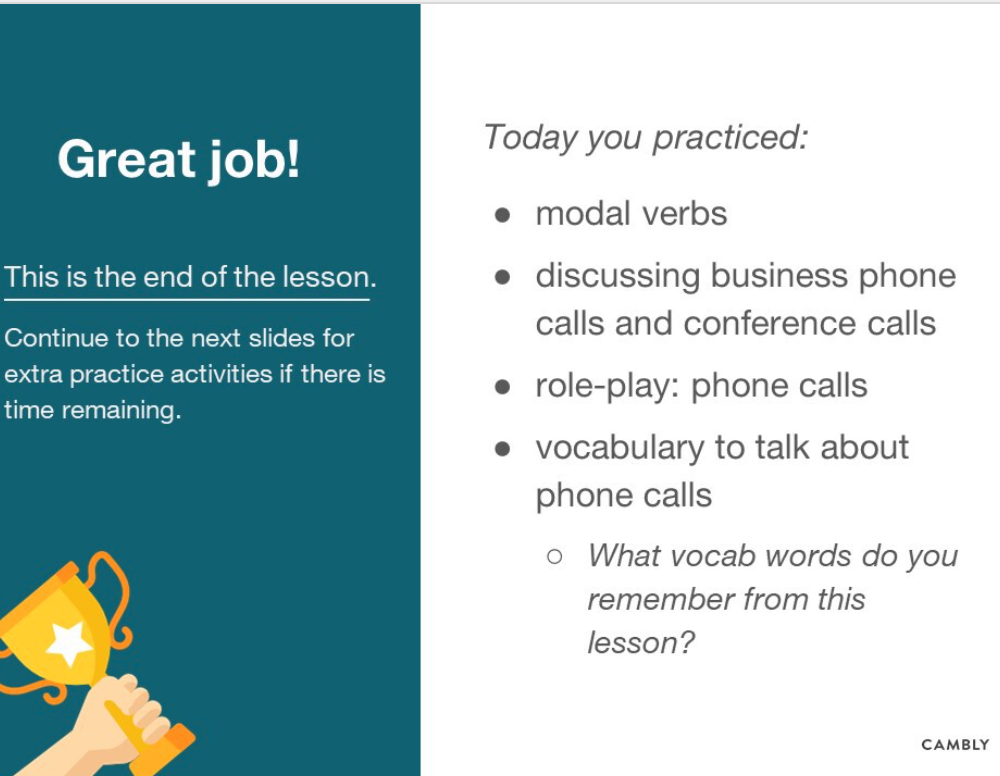 Great job!
This is the end of the lesson.
Continue to the next slides for
extra practice activities if there is
time remaining.
Today you practiced:
● modal verbs
● discussing business phone
calls and conference calls
● role-play: phone calls
● vocabulary to talk about
phone calls
○ What vocab words do you
remember from this
lesson?
CAMBLY